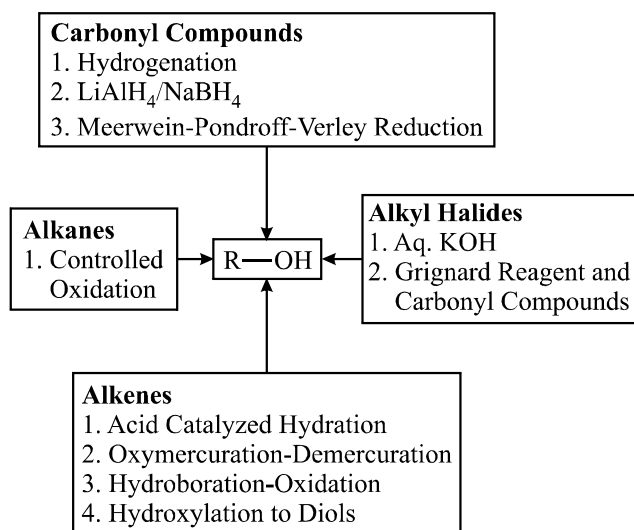 Carbonyl Compounds
1. Hydrogenation
2. LiAlH₄/NaBH₄
3. Meerwein-Pondroff-Verley Reduction
Alkanes
1. Controlled
Oxidation
R—OH
Alkyl Halides
1. Aq. KOH
2. Grignard Reagent and
Carbonyl Compounds
Alkenes
1. Acid Catalyzed Hydration
2. Oxymercuration-Demercuration
3. Hydroboration-Oxidation
4. Hydroxylation to Diols